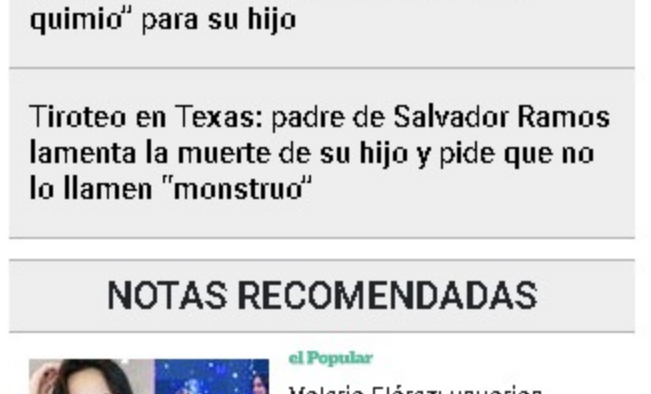 quimio” para su hijo
Tiroteo en Texas: padre de Salvador Ramos
lamenta la muerte de su hijo y pide que no
lo llamen “monstruo”
NOTAS RECOMENDADAS
el Popular